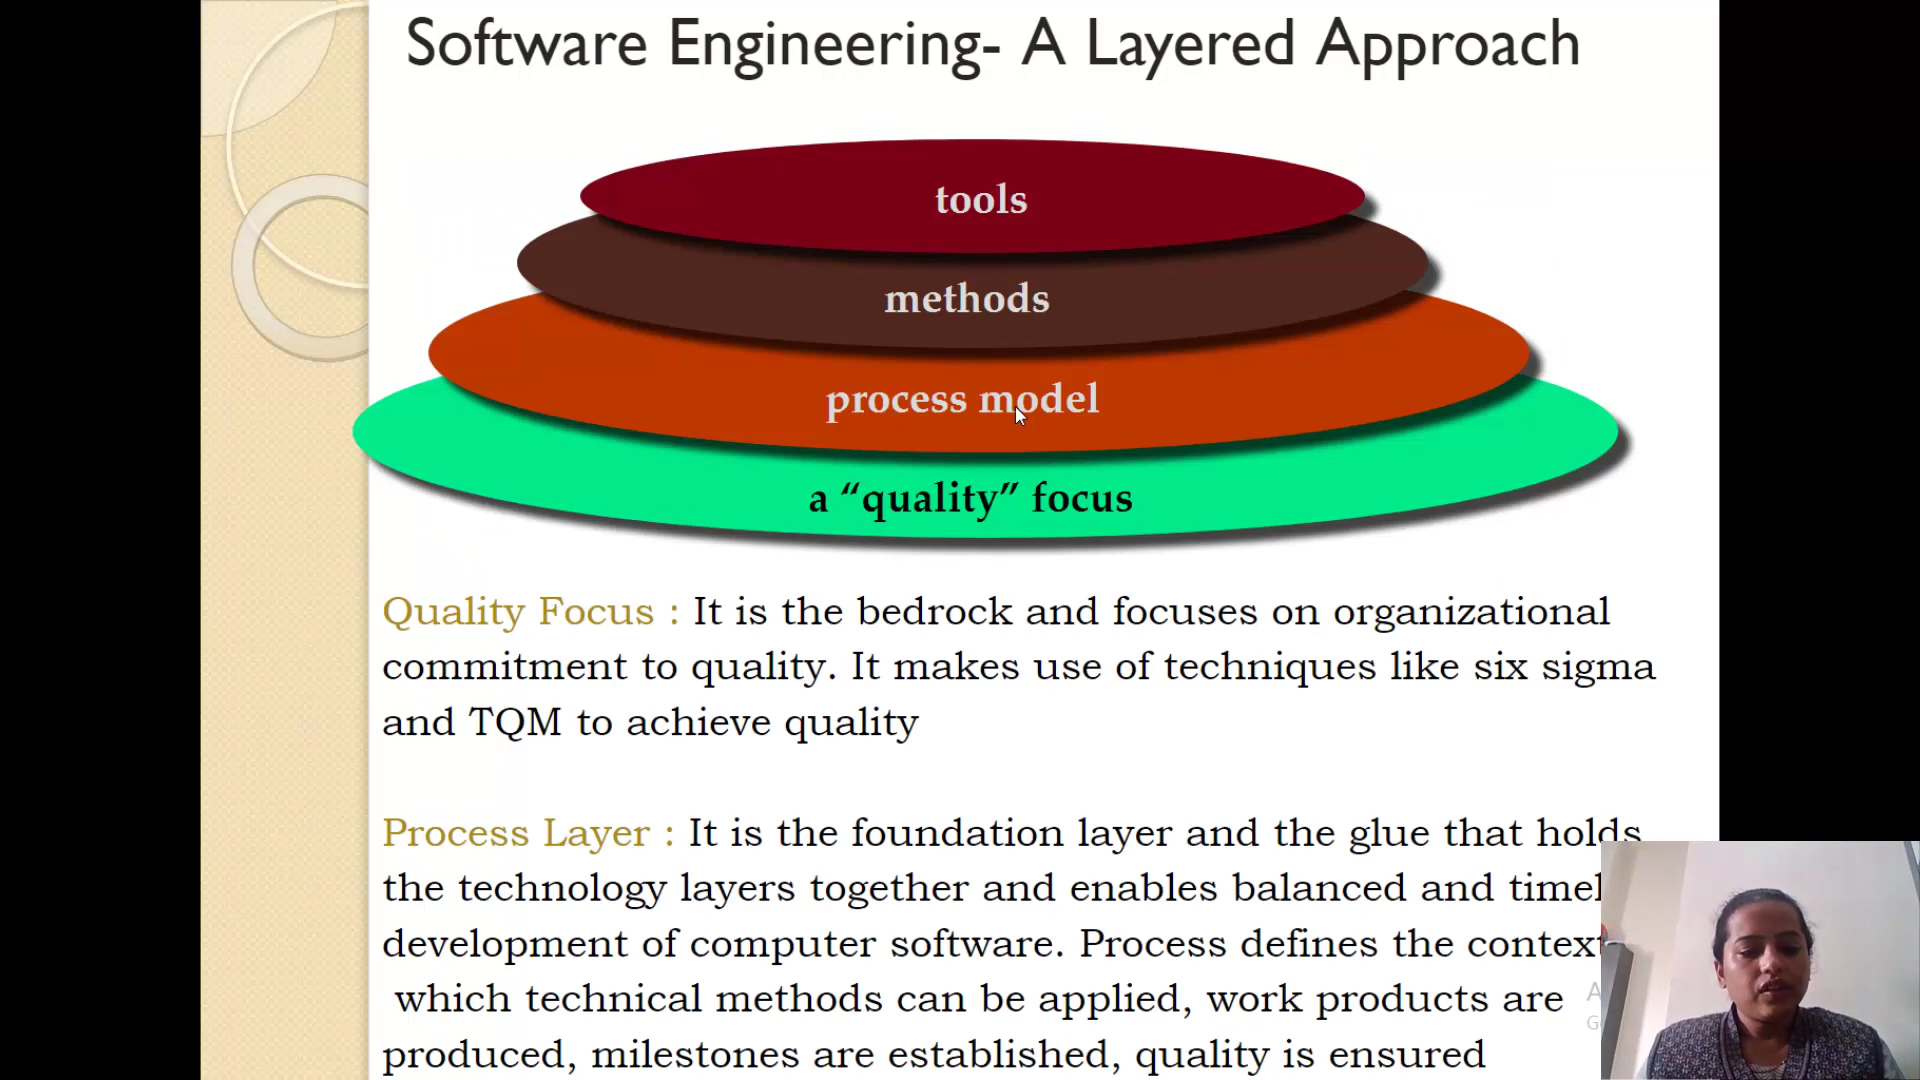 Software Engineering- A Layered Approach
tools
methods
process model
a “quality” focus
Quality Focus : It is the bedrock and focuses on organizational
commitment to quality. It makes use of techniques like six sigma
and TQM to achieve quality
Process Layer : It is the foundation layer and the glue that holds
the technology layers together and enables balanced and
development of computer software. Process defines the context
which technical methods can be applied, work products are
produced, milestones are established, quality is ensured